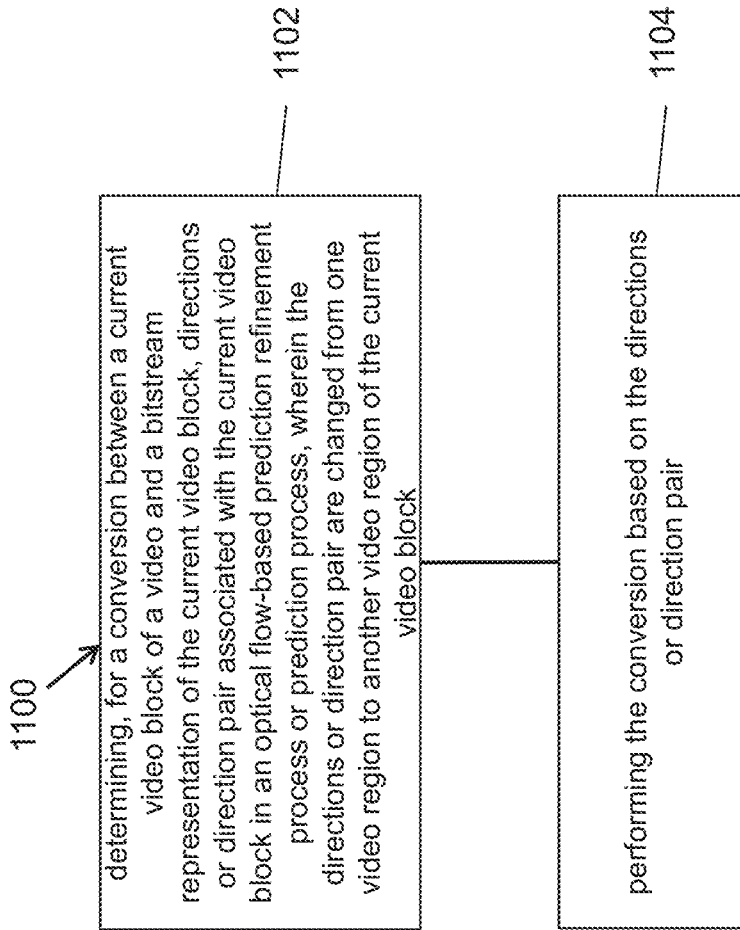 1100
determining, for a conversion between a current
video block of a video and a bitstream
representation of the current video block, directions
or direction pair associated with the current video
block in an optical flow-based prediction refinement
process or prediction process, wherein the
directions or direction pair are changed from one
video region to another video region of the current
video block
1102
performing the conversion based on the directions
or direction pair
1104